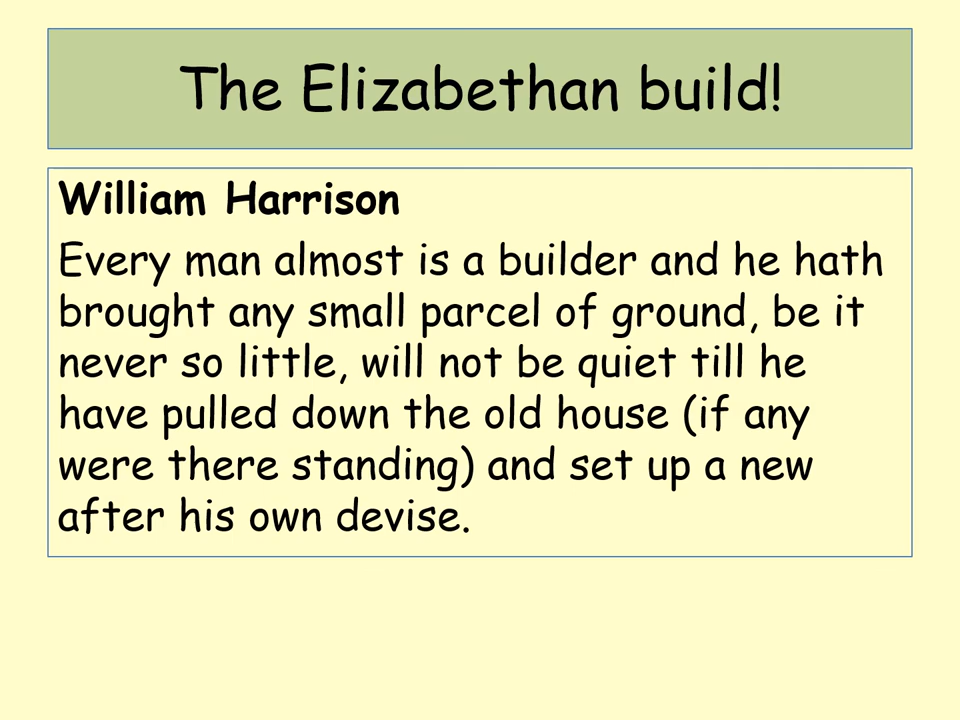 The Elizabethan build!
William Harrison
Every man almost is a builder and he hath
brought any small parcel of ground, be it
never so little, will not be quiet till he
have pulled down the old house (if any
were there standing) and set up a new
after his own devise.